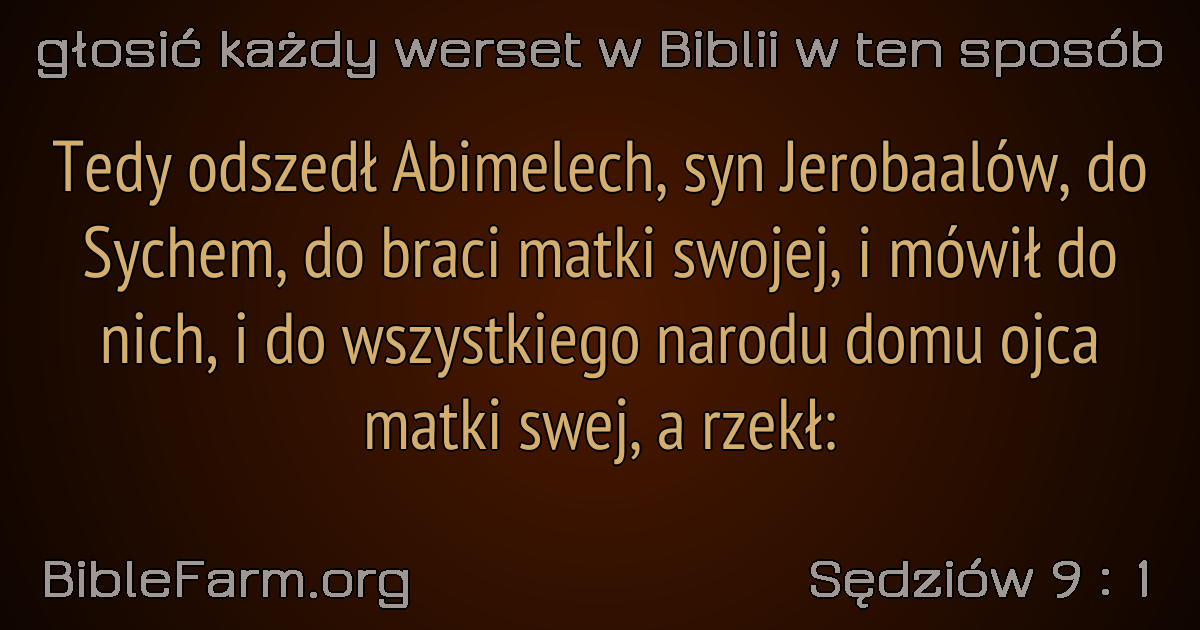 głosić każdy werset w Biblii w ten sposób
Tedy odszedł Abimelech, syn Jerobaalów, do
Sychem, do braci matki swojej, i mówił do
nich, i do wszystkiego narodu domu ojca
matki swej, a rzekł:
BibleFarm.org
Sędziów 9 : 1